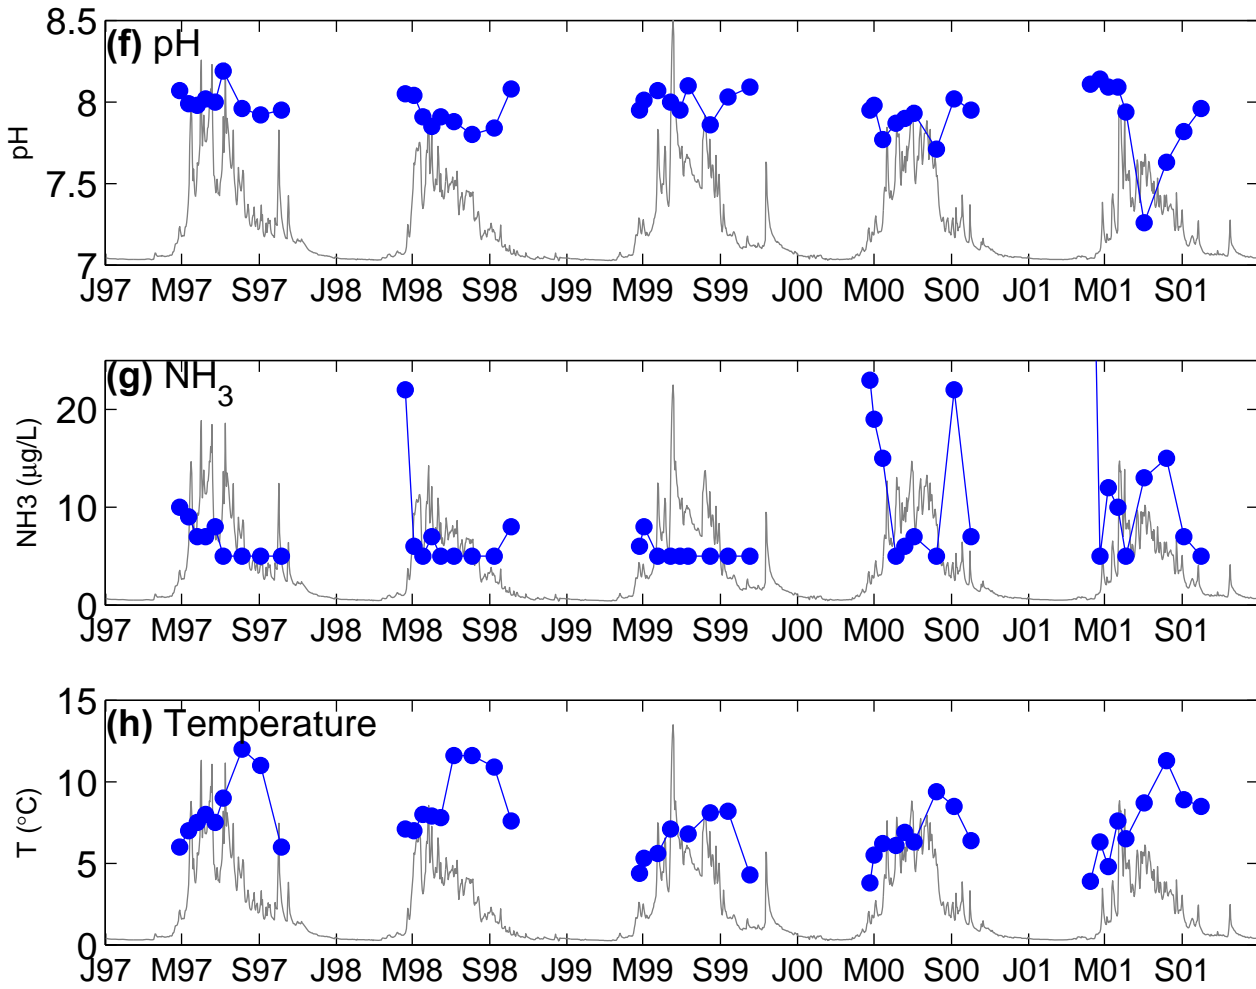 (f) pH
8.5
8
7.5
7
pH
J97 M97 S97 J98 M98 S98 J99 M99 S99 J00 M00 S00 J01 M01 S01
(g) NH3
20
10
0
NH3 (µg/L)
J97 M97 S97 J98 M98 S98 J99 M99 S99 J00 M00 S00 J01 M01 S01
(h) Temperature
15
10
5
0
T (°C)
J97 M97 S97 J98 M98 S98 J99 M99 S99 J00 M00 S00 J01 M01 S01